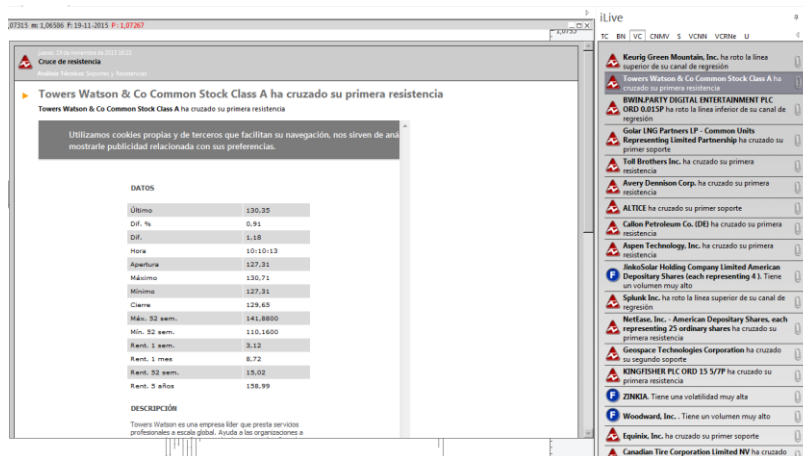 ,07315 m: 1,06586 F: 19-11-2015 P: 1,07267
Cruce de resistencia
Análisis Técnico: Soportes y Resistencias
Towers Watson & Co Common Stock Class A ha cruzado su primera resistencia
Towers Watson & Co Common Stock Class A ha cruzado su primera resistencia
Utilizamos cookies propias y de terceros que facilitan su navegación, nos sirven de aná
mostrarle publicidad relacionada con sus preferencias.
DATOS
Último 130,35
Dif. % 0,91
Dif. 1,18
Hora 10:10:13
Apertura 127,31
Máximo 130,71
Mínimo 127,31
Cierre 129,65
Máx. 52 sem. 141,8800
Mín. 52 sem. 110,1600
Rent. 1 sem. 3,12
Rent. 1 mes 8,72
Rent. 52 sem. 15,02
Rent. 5 años 158,99
DESCRIPCIÓN
Towers Watson es una empresa líder que presta servicios
profesionales a escala global. Ayuda a las organizaciones a
iLive
TC BN VC CNMV S VCNN VCRNe U
Keurig Green Mountain, Inc. ha roto la línea
superior de su canal de regresión
Towers Watson & Co Common Stock Class A ha
cruzado su primera resistencia
BWIN.PARTY DIGITAL ENTERTAINMENT PLC
ORD 0.015P ha roto la línea inferior de su canal de
regresión
Golar LNG Partners LP - Common Units
Representing Limited Partnership ha cruzado su
primer soporte
Toll Brothers Inc. ha cruzado su primera
resistencia
Avery Dennison Corp. ha cruzado su primera
resistencia
ALTICE ha cruzado su primer soporte
Callon Petroleum Co. (DE) ha cruzado su primera
resistencia
Aspen Technology, Inc. ha cruzado su primera
resistencia
JinkoSolar Holding Company Limited American
Depositary Shares (each representing 4 ). Tiene
un volumen muy alto
Splunk Inc. ha roto la línea superior de su canal de
regresión
NetEase, Inc. - American Depositary Shares, each
representing 25 ordinary shares ha cruzado su
primera resistencia
Geospace Technologies Corporation ha cruzado
su segundo soporte
KINGFISHER PLC ORD 15 5/7P ha cruzado su
primera resistencia
ZINKIA. Tiene una volatilidad muy alta
Woodward, Inc. . Tiene un volumen muy alto
Equinix, Inc. ha cruzado su primer soporte
Canadian Tire Corporation Limited NV ha cruzado